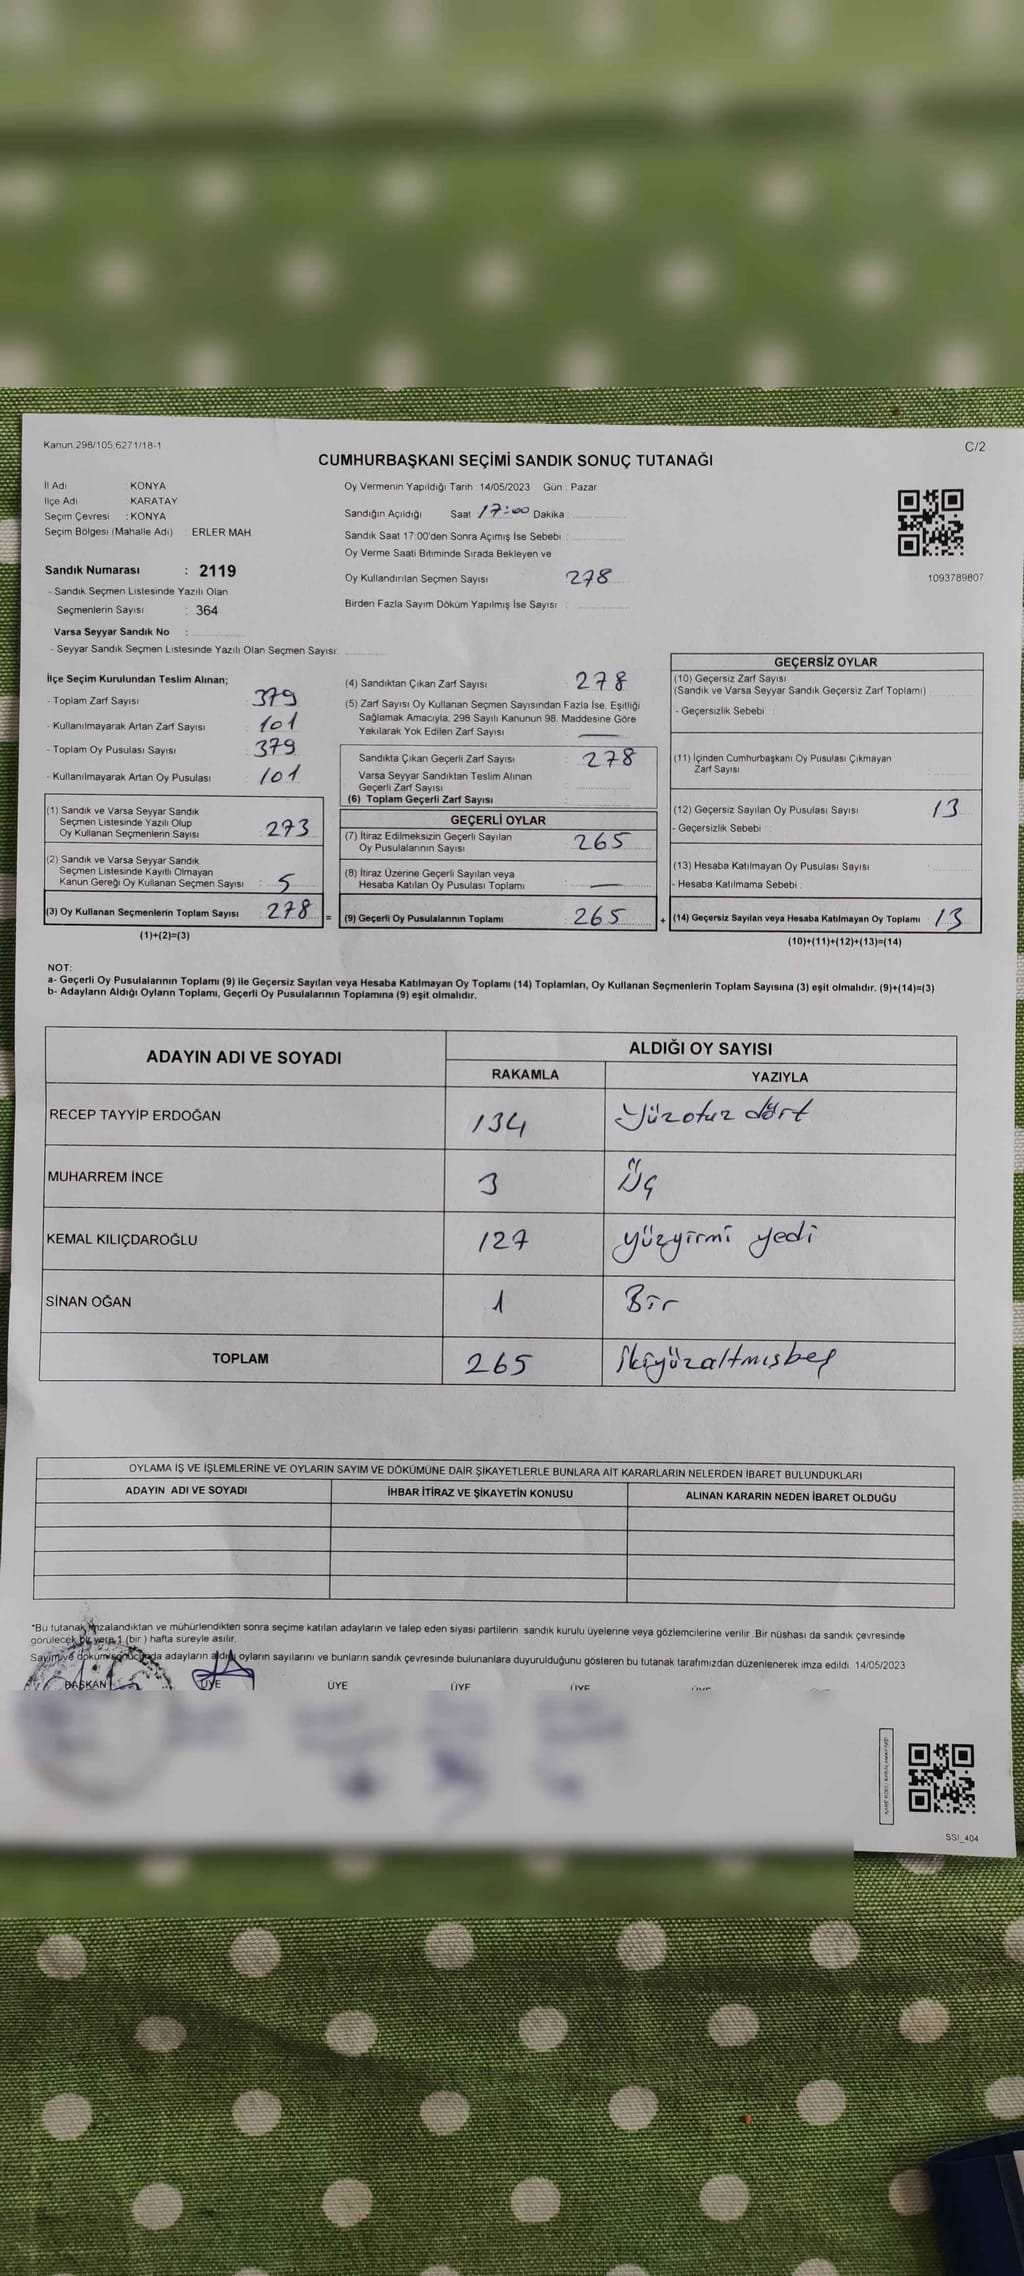 Kanun:298/105,6271/18-1
C/2
CUMHURBAŞKANI SEÇİMİ SANDIK SONUÇ TUTANAĞI
İl Adı KONYA
İlçe Adı KARATAY
Seçim Çevresi : KONYA
Seçim Bölgesi (Mahalle Adı) : ERLER MAH.
Sandık Numarası : 2119
- Sandık Seçmen Listesinde Yazılı Olan
Seçmenlerin Sayısı : 364
Varsa Seyyar Sandık No :
- Seyyar Sandık Seçmen Listesinde Yazılı Olan Seçmen Sayısı:
Oy Vermenin Yapıldığı Tarih : 14/05/2023 Gün : Pazar
Sandığın Açıldığı Saat 17:00 Dakika
Sandık Saat 17:00'den Sonra Açımış İse Sebebi :
Oy Verme Saati Bitiminde Sırada Bekleyen ve
Oy Kullandırılan Seçmen Sayısı 278
Birden Fazla Sayım Döküm Yapılmış İse Sayısı :
1093789807
İlçe Seçim Kurulundan Teslim Alınan;
- Toplam Zarf Sayısı 379
- Kullanılmayarak Artan Zarf Sayısı 101
- Toplam Oy Pusulası Sayısı 379
- Kullanılmayarak Artan Oy Pusulası 101
(1) Sandık ve Varsa Seyyar Sandık
Seçmen Listesinde Yazılı Olup
Oy Kullanan Seçmenlerin Sayısı : 273
(2) Sandık ve Varsa Seyyar Sandık
Seçmen Listesinde Kayıtlı Olmayan
Kanun Gereği Oy Kullanan Seçmen Sayısı : 5
(3) Oy Kullanan Seçmenlerin Toplam Sayısı : 278 =
(1)+(2)=(3)
(4) Sandıktan Çıkan Zarf Sayısı : 278
(5) Zarf Sayısı Oy Kullanan Seçmen Sayısından Fazla İse, Eşitliği
Sağlamak Amacıyla; 298 Sayılı Kanunun 98. Maddesine Göre
Yakılarak Yok Edilen Zarf Sayısı : —
Sandıkta Çıkan Geçerli Zarf Sayısı : 278
Varsa Seyyar Sandıktan Teslim Alınan
Geçerli Zarf Sayısı :
(6) Toplam Geçerli Zarf Sayısı :
GEÇERLİ OYLAR
(7) İtiraz Edilmeksizin Geçerli Sayılan
Oy Pusulalarının Sayısı : 265
(8) İtiraz Üzerine Geçerli Sayılan veya
Hesaba Katılan Oy Pusulası Toplamı : —
(9) Geçerli Oy Pusulalarının Toplamı : 265 +
GEÇERSİZ OYLAR
(10) Geçersiz Zarf Sayısı
(Sandık ve Varsa Seyyar Sandık Geçersiz Zarf Toplamı) :
- Geçersizlik Sebebi :
(11) İçinden Cumhurbaşkanı Oy Pusulası Çıkmayan
Zarf Sayısı
(12) Geçersiz Sayılan Oy Pusulası Sayısı 13
- Geçersizlik Sebebi :
(13) Hesaba Katılmayan Oy Pusulası Sayısı
- Hesaba Katılmama Sebebi :
(14) Geçersiz Sayılan veya Hesaba Katılmayan Oy Toplamı : 13
(10)+(11)+(12)+(13)=(14)
NOT:
a- Geçerli Oy Pusulalarının Toplamı (9) ile Geçersiz Sayılan veya Hesaba Katılmayan Oy Toplamı (14) Toplamları, Oy Kullanan Seçmenlerin Toplam Sayısına (3) eşit olmalıdır. (9)+(14)=(3)
b- Adayların Aldığı Oyların Toplamı, Geçerli Oy Pusulalarının Toplamına (9) eşit olmalıdır.
ADAYIN ADI VE SOYADI ALDIĞI OY SAYISI
RAKAMLA YAZIYLA
RECEP TAYYİP ERDOĞAN 134 Yüzotuz dört
MUHARREM İNCE 3 Üç
KEMAL KILIÇDAROĞLU 127 yüzyirmi yedi
SİNAN OĞAN 1 Bir
TOPLAM 265 İkiyüzaltmışbeş
OYLAMA İŞ VE İŞLEMLERİNE VE OYLARIN SAYIM VE DÖKÜMÜNE DAİR ŞİKAYETLERLE BUNLARA AİT KARARLARIN NELERDEN İBARET BULUNDUKLARI
ADAYIN ADI VE SOYADI İHBAR İTİRAZ VE ŞİKAYETİN KONUSU ALINAN KARARIN NEDEN İBARET OLDUĞU
*Bu tutanak imzalandıktan ve mühürlendikten sonra seçime katılan adayların ve talep eden siyasi partilerin sandık kurulu üyelerine veya gözlemcilerine verilir. Bir nüshası da sandık çevresinde
görülecek bir yere 1 (bir) hafta süreyle asılır.
Sayım ve döküm sonucunda adayların aldığı oyların sayılarını ve bunların sandık çevresinde bulunanlara duyurulduğunu gösteren bu tutanak tarafımızdan düzenlenerek imza edildi. 14/05/2023
BAŞKAN ÜYE ÜYE ÜYE ÜYE
SSI_404